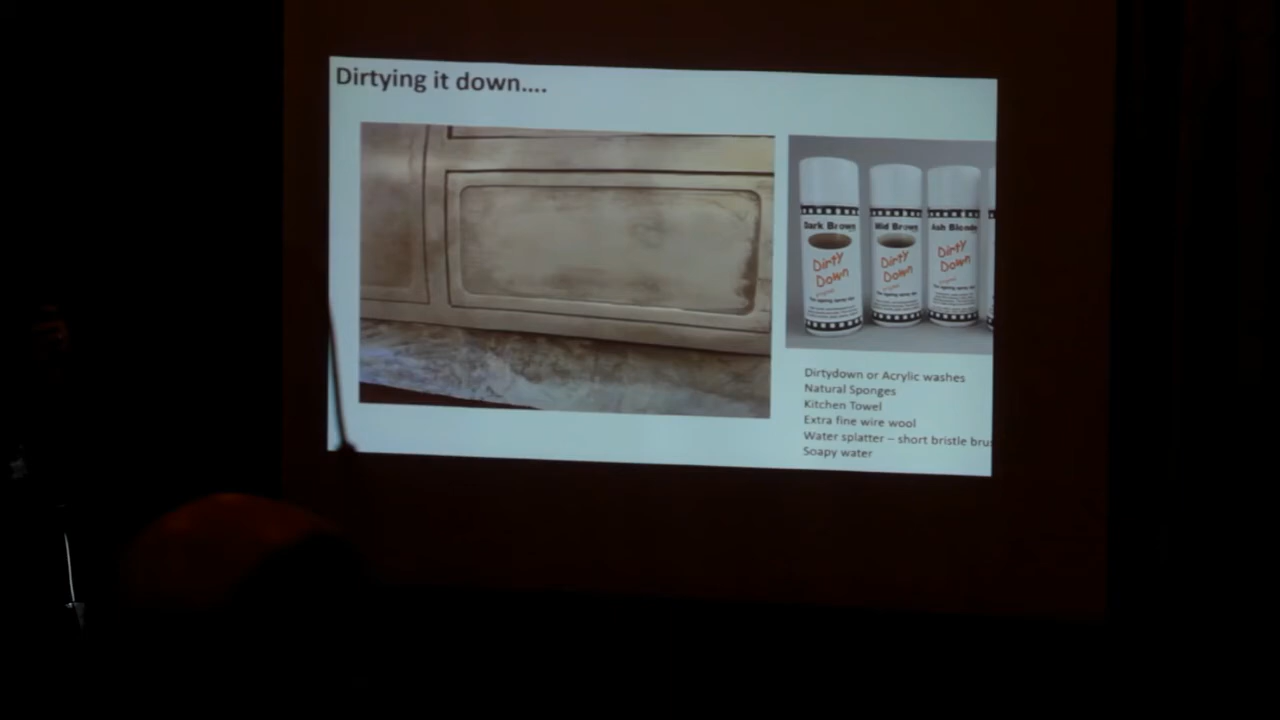 Dirtying it down....
Dark Brown
Dirty
Down
Mid Brown
Dirty
Down
Ash Blonde
Dirty
Down
Dirtydown or Acrylic washes
Natural Sponges
Kitchen Towel
Extra fine wire wool
Water splatter – short bristle bru
Soapy water